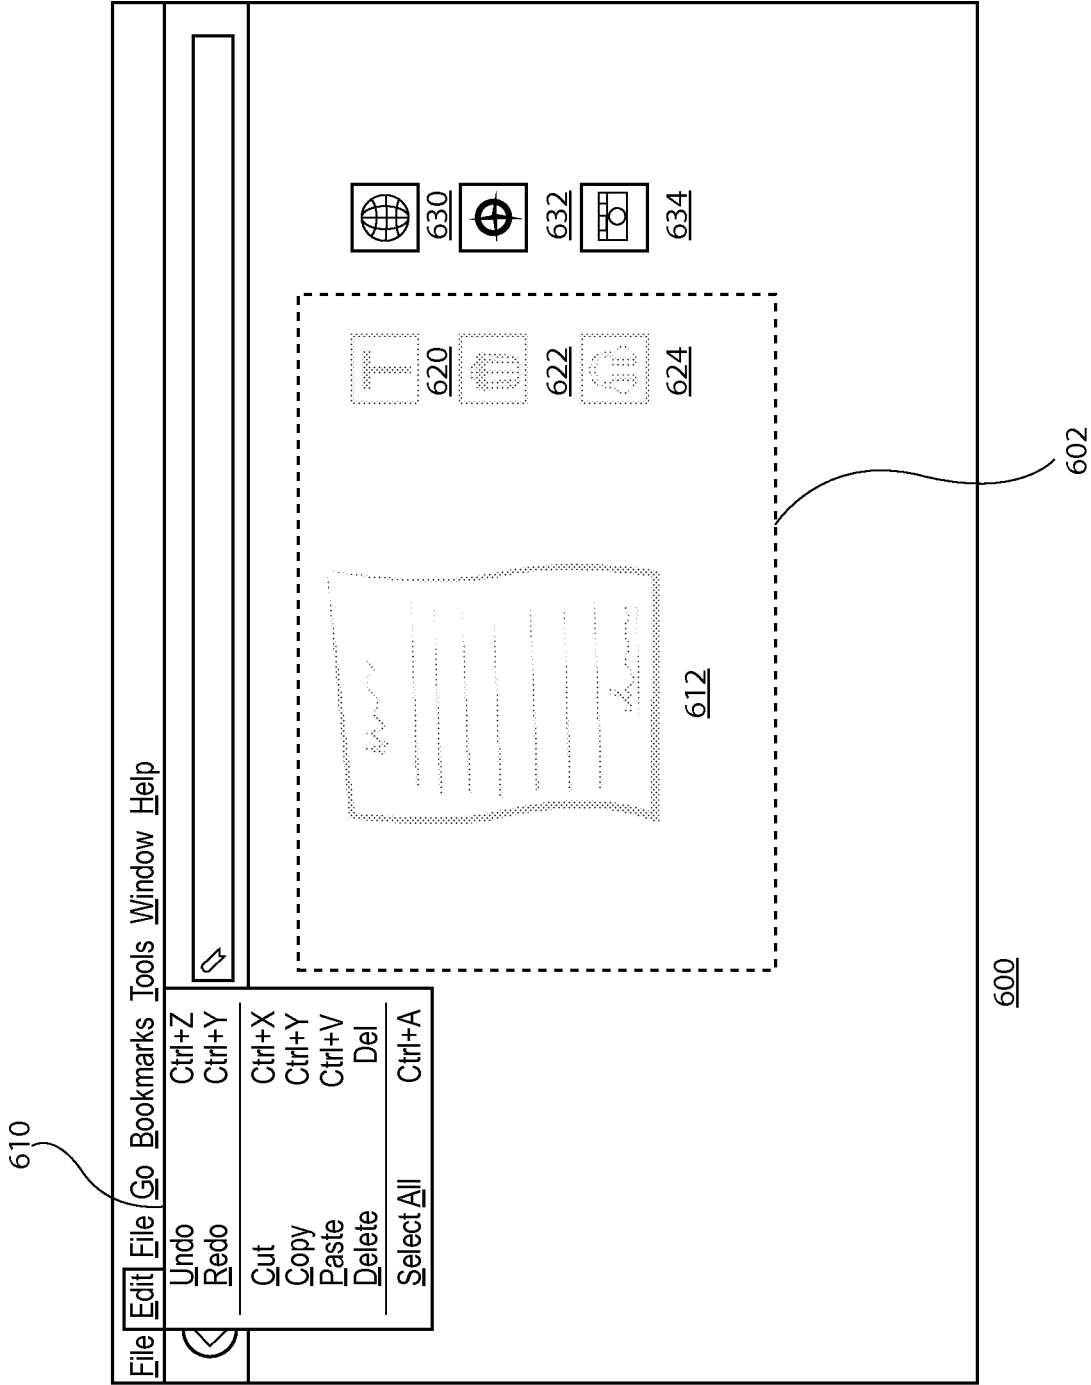 File Edit File Go Bookmarks Tools Window Help
610
Undo Ctrl+Z
Redo Ctrl+Y
Cut Ctrl+X
Copy Ctrl+Y
Paste Ctrl+V
Delete Del
Select All Ctrl+A
630
620
632
622
634
624
612
T
600
602